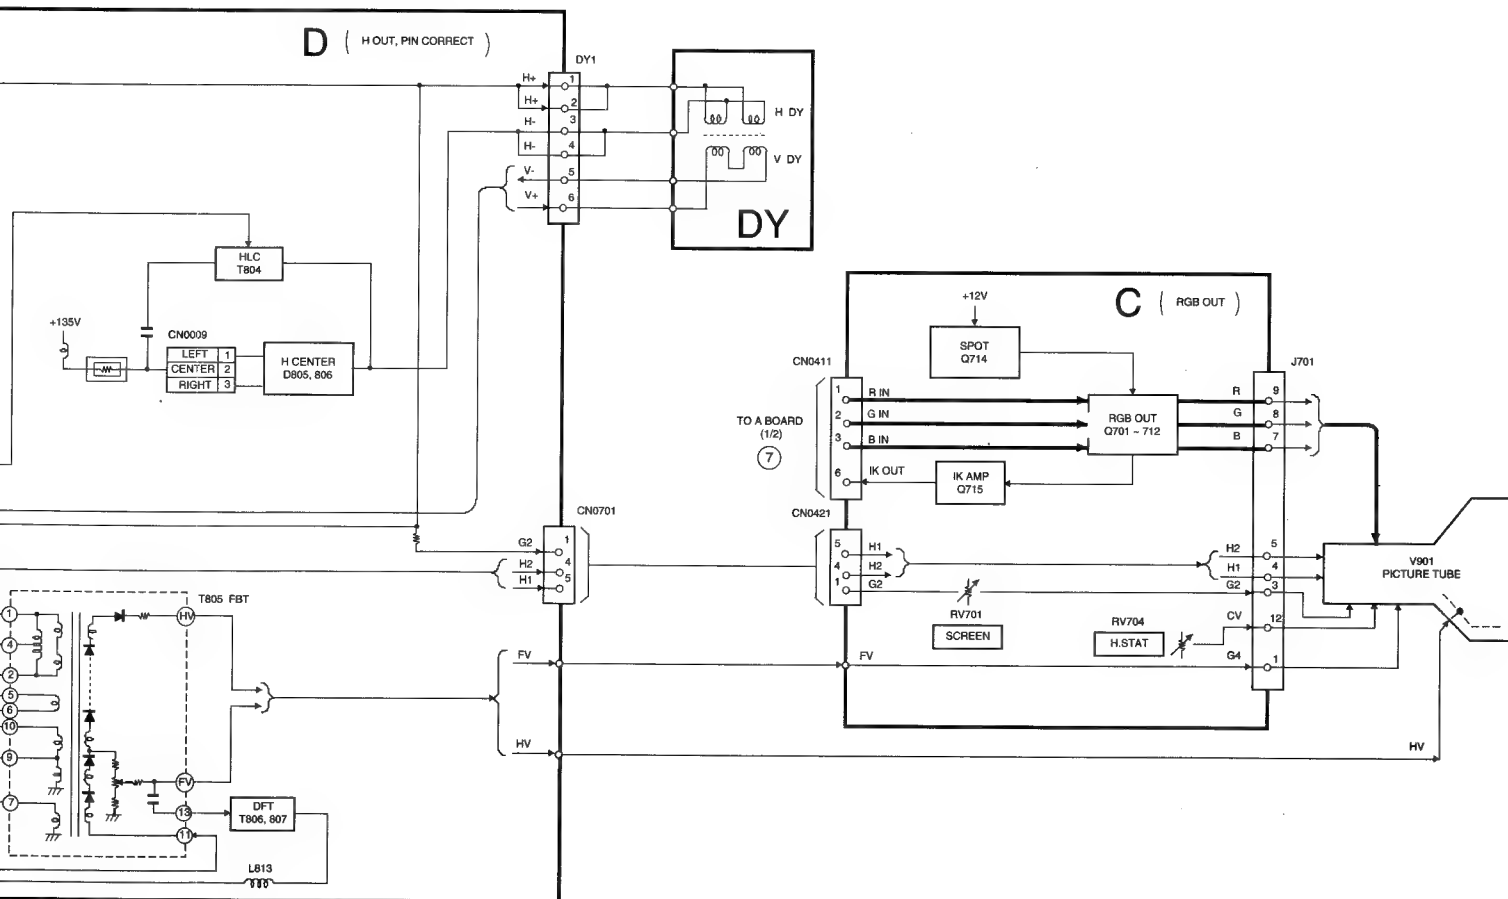 D ( H OUT, PIN CORRECT )
DY1
H+ 1
H+ 2
H- 3
H- 4
V- 5
V+ 6
H DY
V DY
DY
HLC
T804
+135V
CN0009
LEFT 1
CENTER 2
RIGHT 3
H CENTER
D805, 806
C ( RGB OUT )
+12V
SPOT
Q714
CN0411
J701
TO A BOARD
(1/2)
7
1 R IN
2 G IN
3 B IN
6 IK OUT
RGB OUT
Q701 ~ 712
IK AMP
Q715
R 9
G 8
B 7
CN0701
G2 1
H2 4
H1 5
CN0421
5 H1
4 H2
1 G2
RV701
SCREEN
RV704
H.STAT
H2 5
H1 4
G2 3
CV 12
G4 1
V901
PICTURE TUBE
T805 FBT
1
4
2
5
6
10
9
7
HV
FV
13
11
FV
FV
HV
HV
DFT
T806, 807
L813